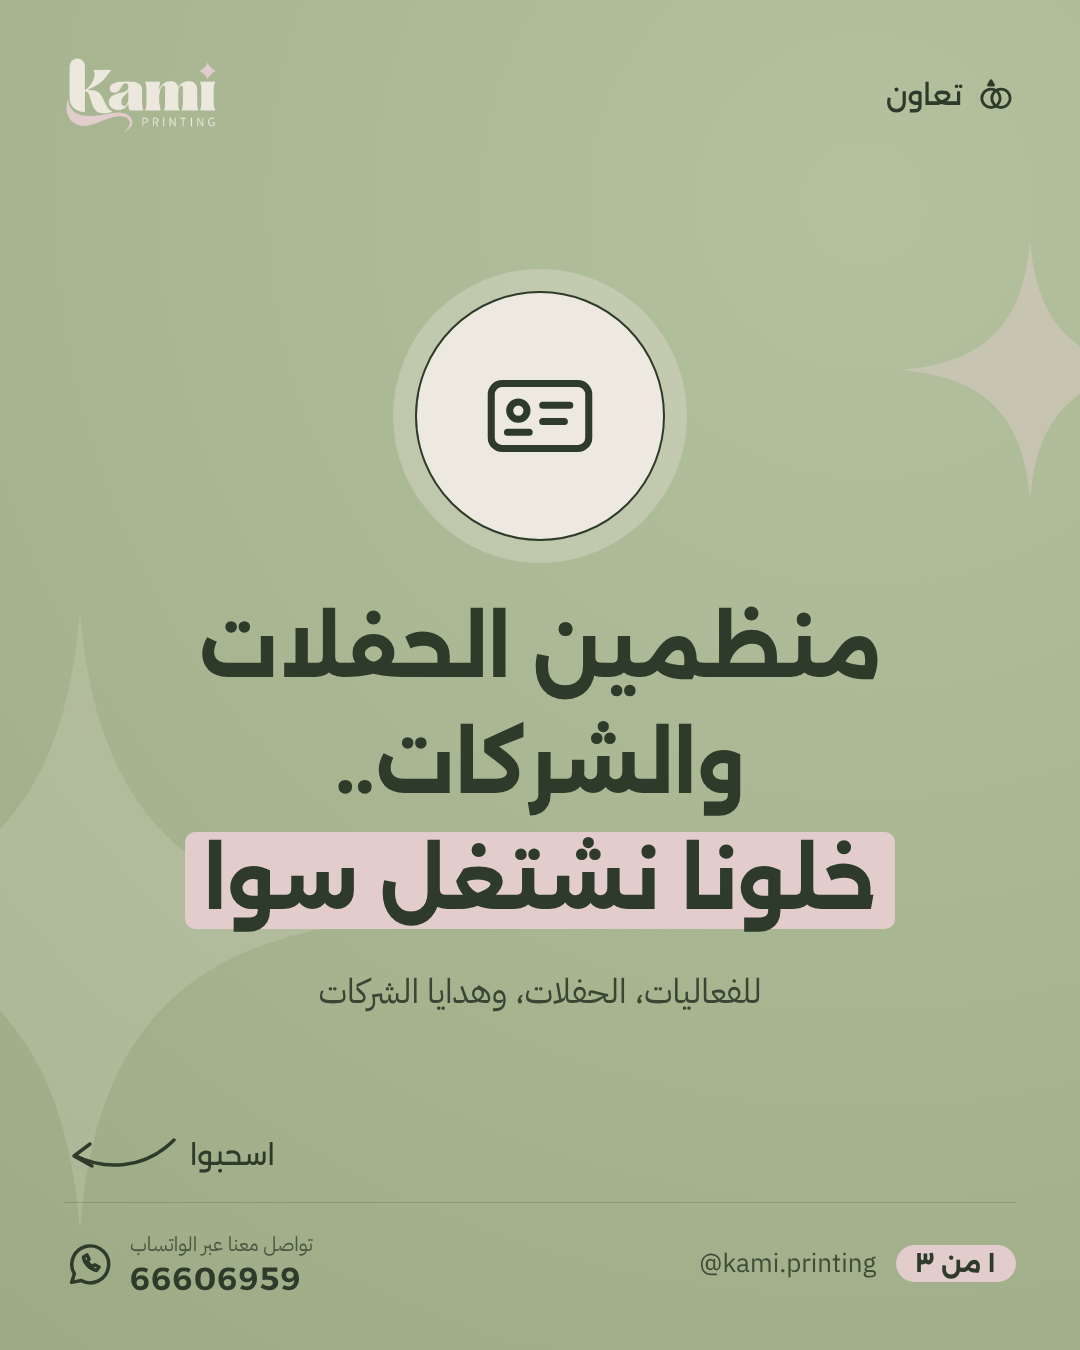 Kami
PRINTING
تعاون
منظمين الحفلات
والشركات..
خلونا نشتغل سوا
للفعاليات، الحفلات، وهدايا الشركات
اسحبوا
تواصل معنا عبر الواتساب
66606959
@kami.printing
١ من ٣